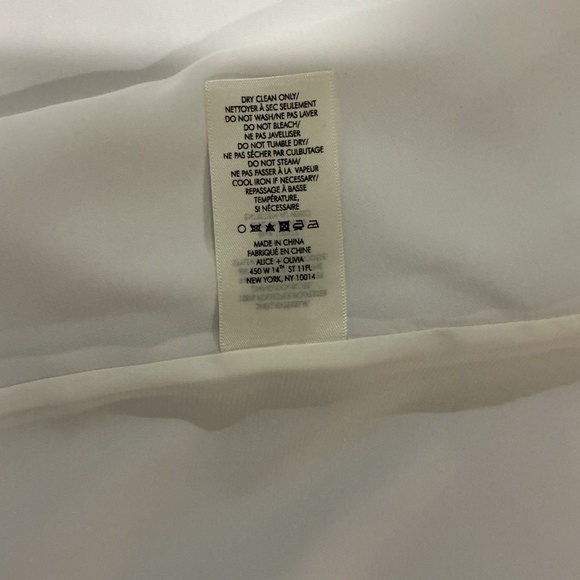 DRY CLEAN ONLY/
NETTOYER À SEC SEULEMENT
DO NOT WASH/NE PAS LAVER
DO NOT BLEACH/
NE PAS JAVELLISER
DO NOT TUMBLE DRY/
NE PAS SÉCHER PAR CULBUTAGE
DO NOT STEAM/
NE PAS PASSER À LA VAPEUR
COOL IRON IF NECESSARY/
REPASSAGE À BASSE
TEMPÉRATURE,
SI NÉCESSAIRE
MADE IN CHINA
FABRIQUÉ EN CHINE
ALICE + OLIVIA
450 W 14TH ST 11FL
NEW YORK, NY 10014